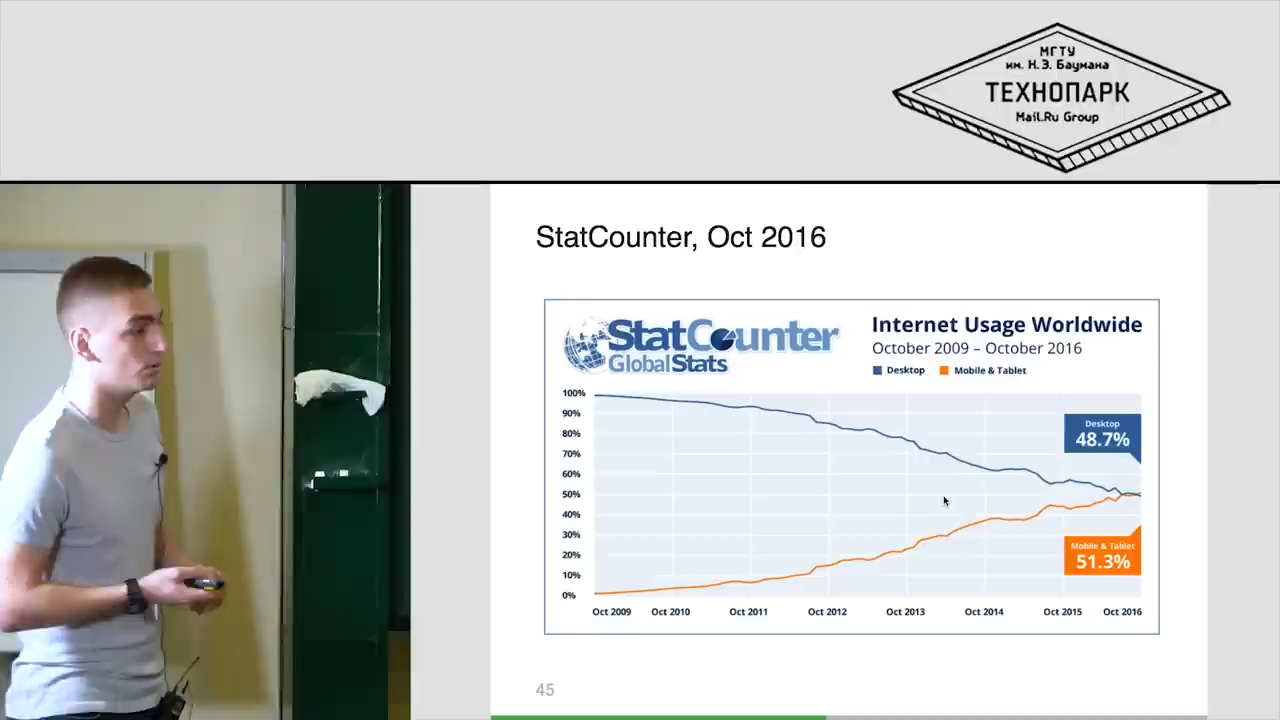 МГТУ
им. Н.Э. Баумана
ТЕХНОПАРК
Mail.Ru Group
StatCounter, Oct 2016
StatCounter
GlobalStats
Internet Usage Worldwide
October 2009 – October 2016
Desktop
Mobile & Tablet
100%
90%
80%
70%
60%
50%
40%
30%
20%
10%
0%
Desktop
48.7%
Mobile & Tablet
51.3%
Oct 2009
Oct 2010
Oct 2011
Oct 2012
Oct 2013
Oct 2014
Oct 2015
Oct 2016
45